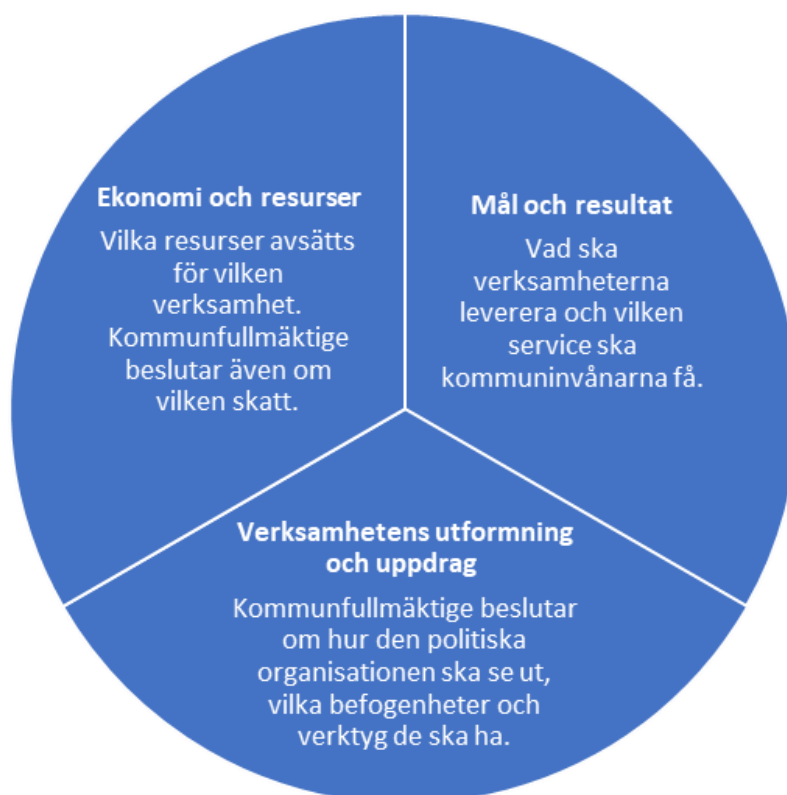 Ekonomi och resurser
Vilka resurser avsätts
för vilken
verksamhet.
Kommunfullmäktige
beslutar även om
vilken skatt.
Mål och resultat
Vad ska
verksamheterna
leverera och vilken
service ska
kommuninvånarna få.
Verksamhetens utformning
och uppdrag
Kommunfullmäktige beslutar
om hur den politiska
organisationen ska se ut,
vilka befogenheter och
verktyg de ska ha.